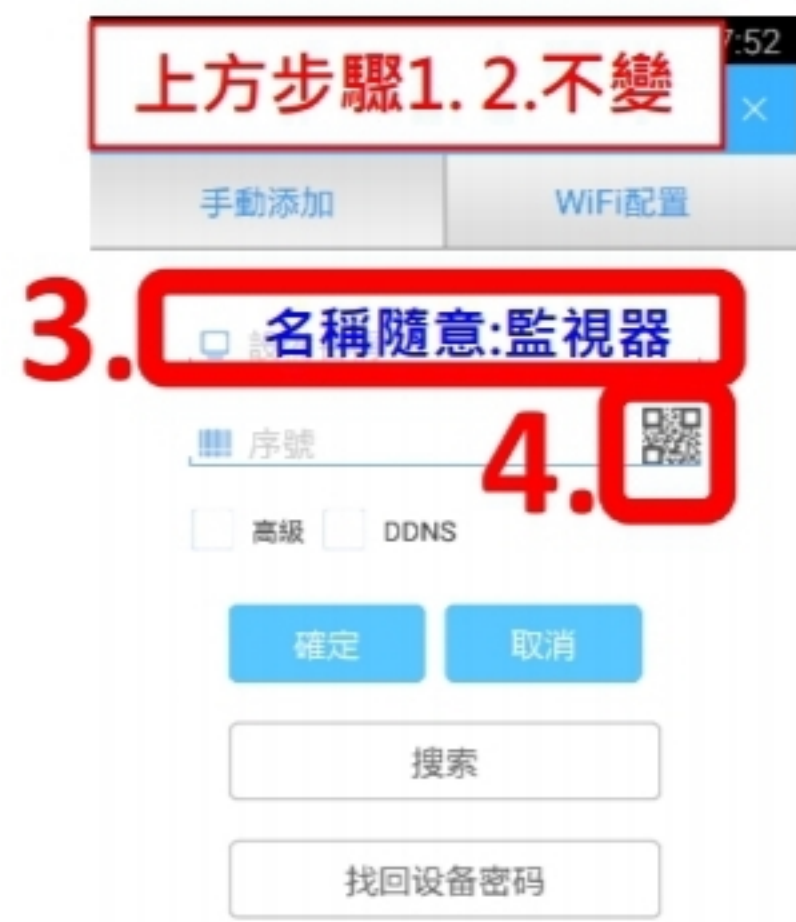 7:52
上方步驟1. 2.不變
×
手動添加
WiFi配置
3.
名稱隨意:監視器
序號
4.
高級
DDNS
確定
取消
搜索
找回设备密码